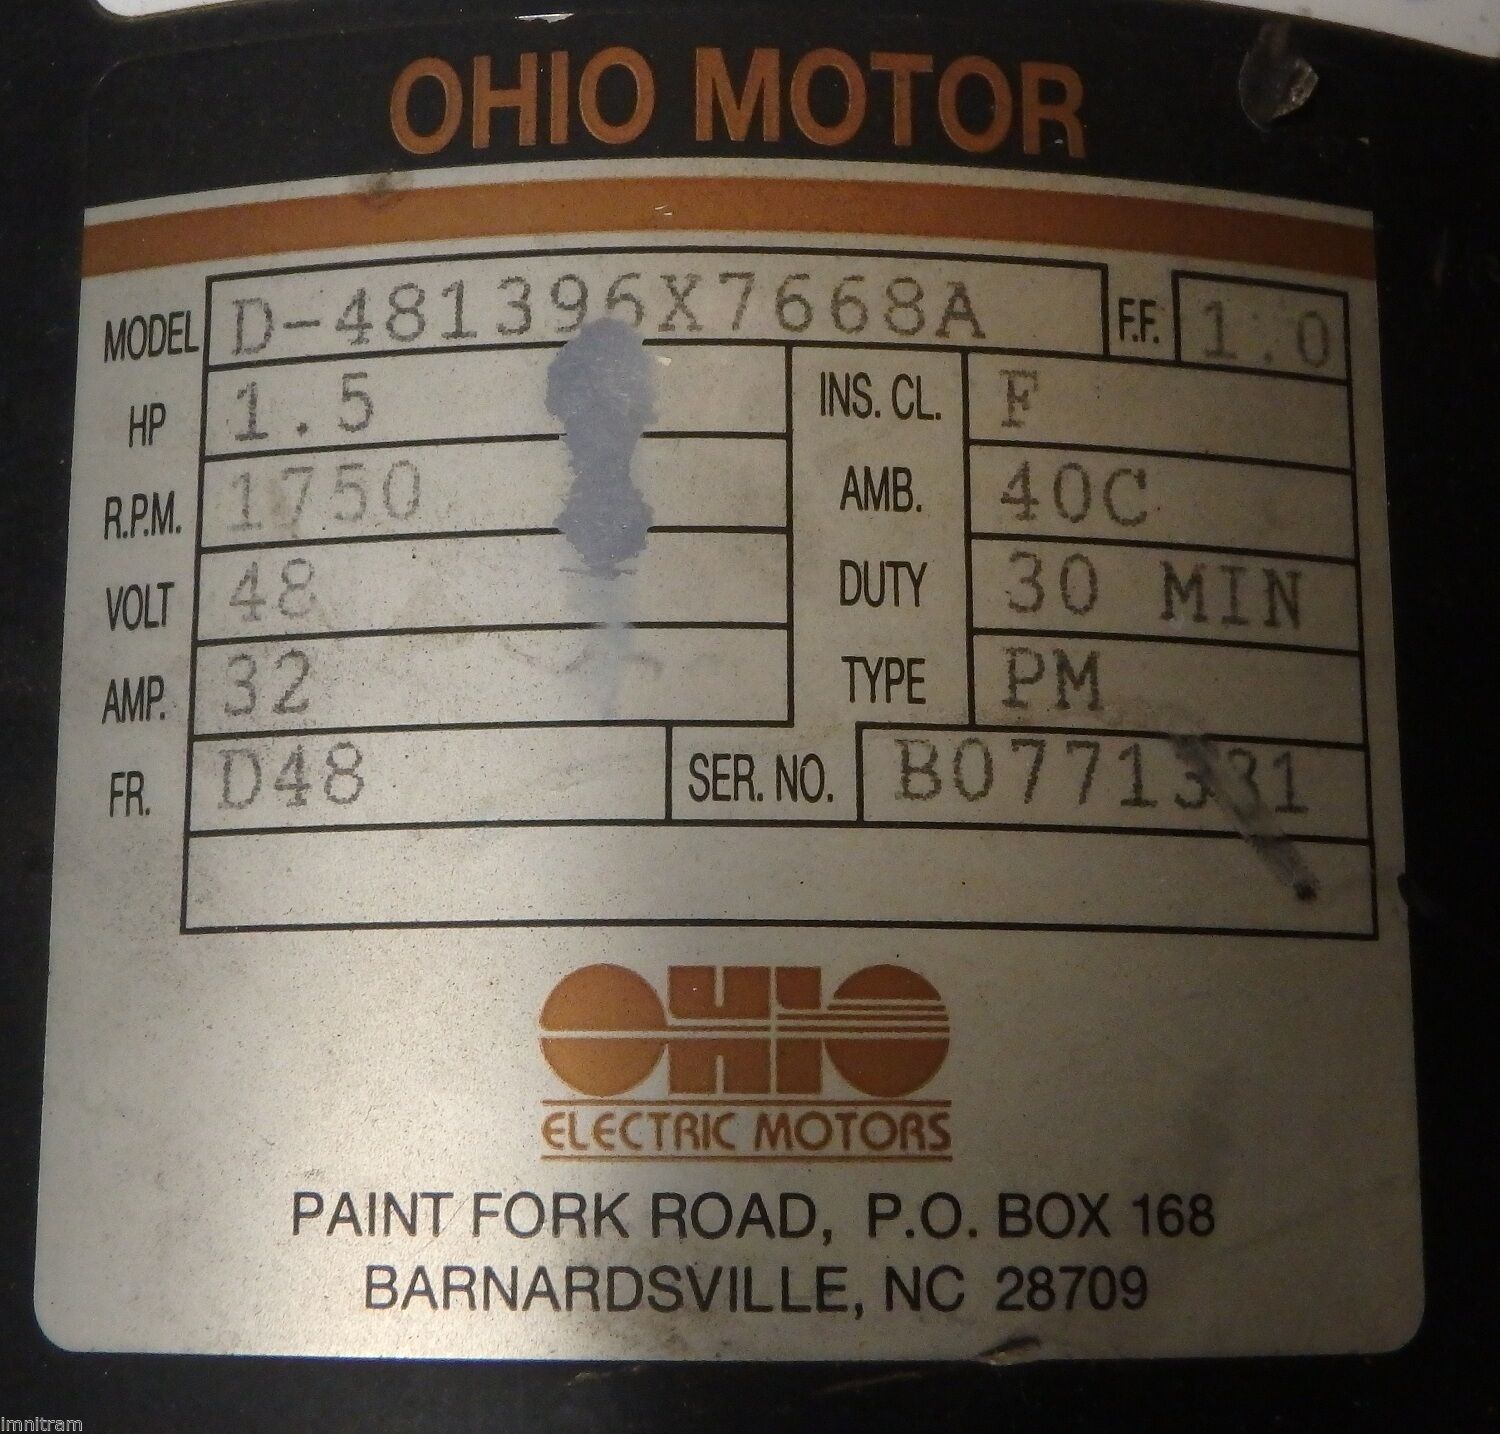 OHIO MOTOR
MODEL D-481396X7668A F.F. 1.0
HP 1.5 INS. CL. F
R.P.M. 1750 AMB. 40C
VOLT 48 DUTY 30 MIN
AMP. 32 TYPE PM
FR. D48 SER. NO. B0771331
OHIO
ELECTRIC MOTORS
PAINT FORK ROAD, P.O. BOX 168
BARNARDSVILLE, NC 28709
imnitram